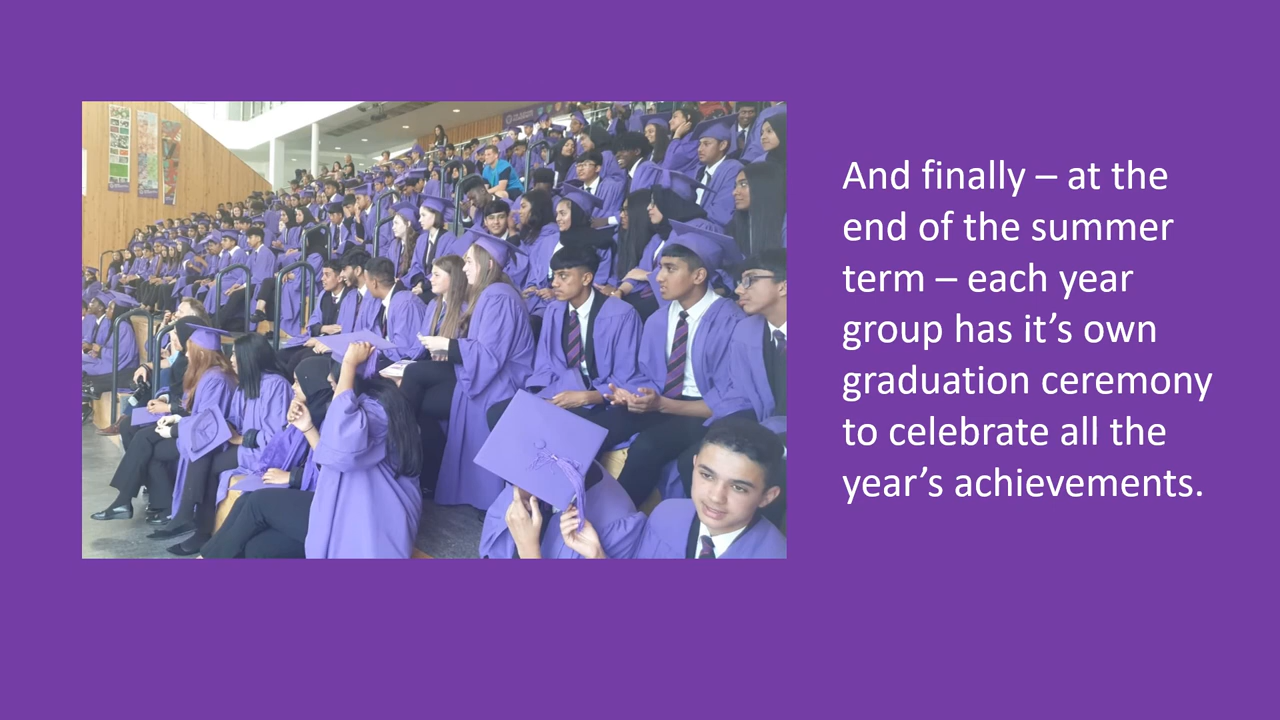 And finally – at the
end of the summer
term – each year
group has it’s own
graduation ceremony
to celebrate all the
year’s achievements.